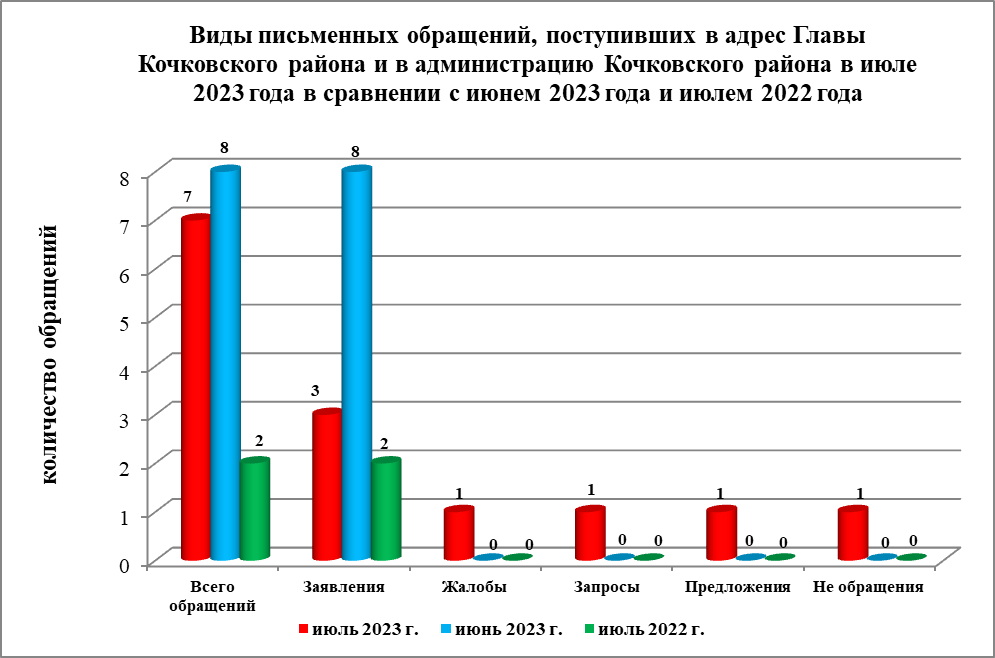 Виды письменных обращений, поступивших в адрес Главы
Кочковского района и в администрацию Кочковского района в июле
2023 года в сравнении с июнем 2023 года и июлем 2022 года
количество обращений
8
7
6
5
4
3
2
1
0
7
8
2
3
8
2
1
0
0
1
0
0
1
0
0
1
0
0
Всего
обращений
Заявления
Жалобы
Запросы
Предложения
Не обращения
июль 2023 г.
июнь 2023 г.
июль 2022 г.